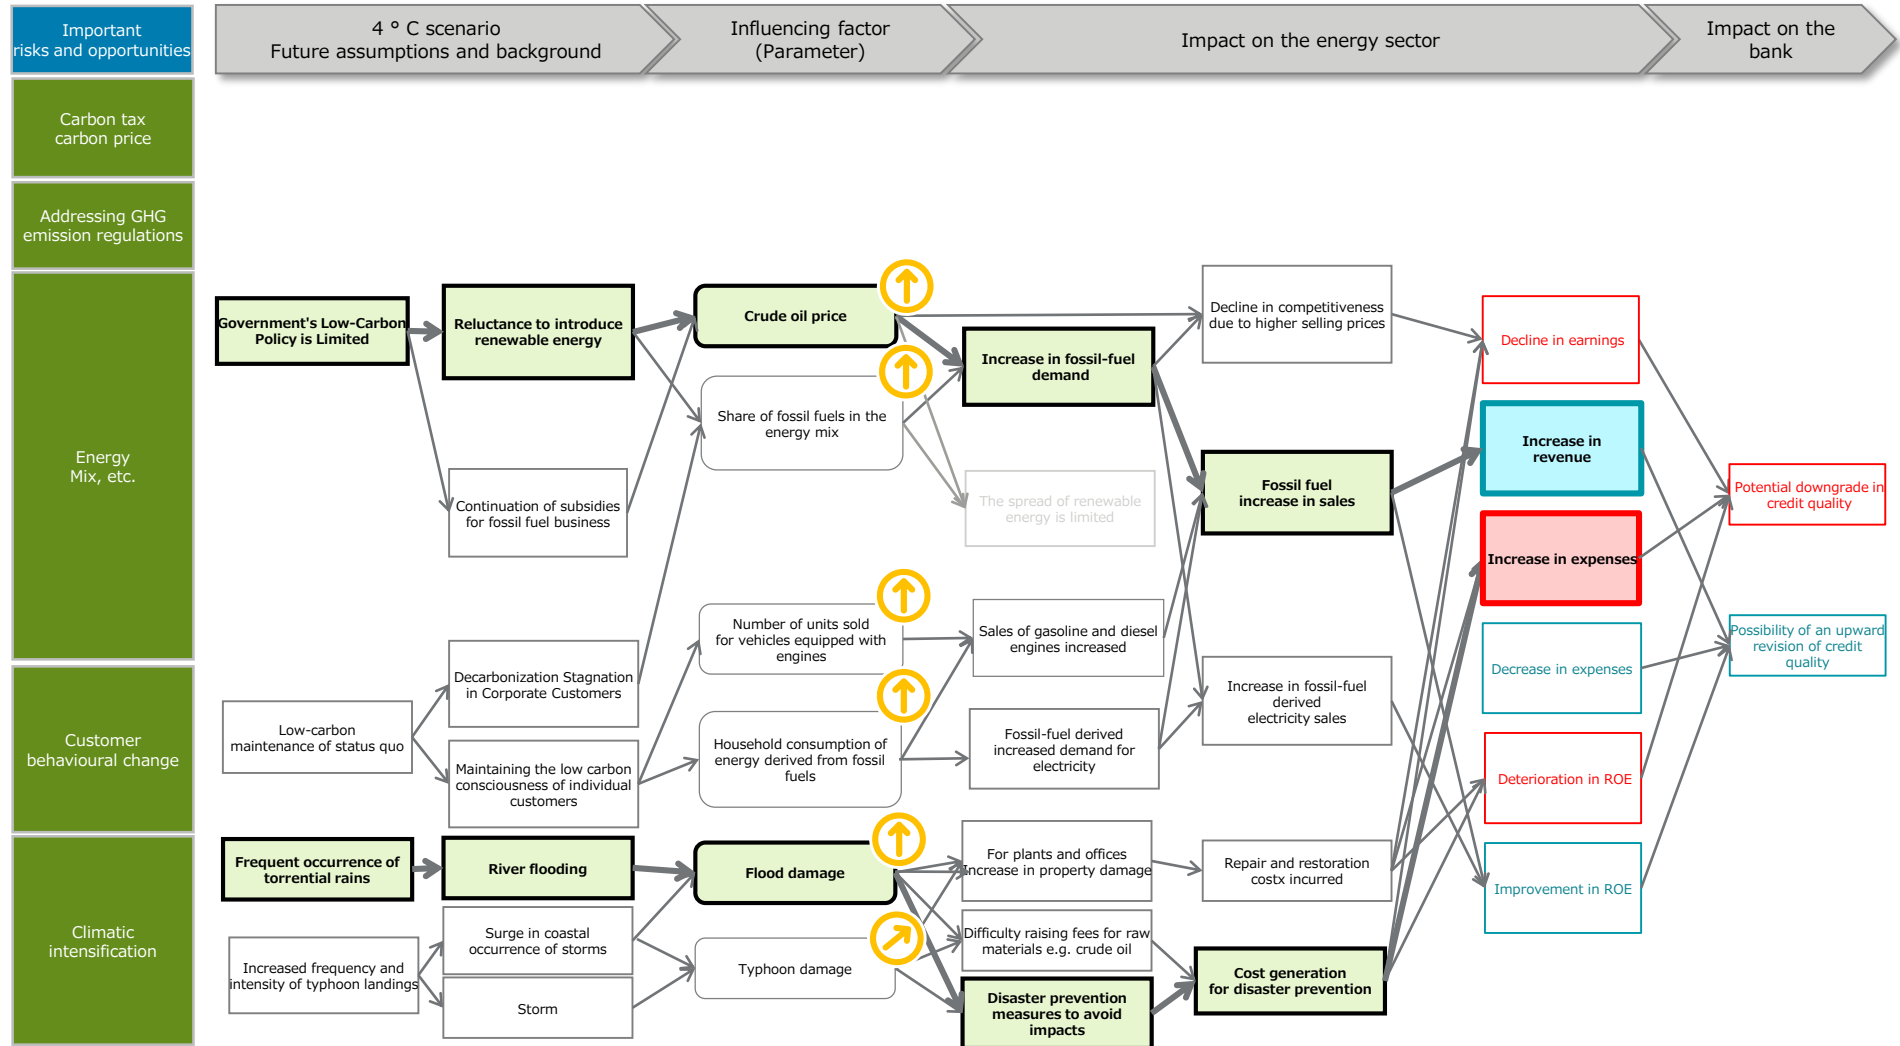 Important
risks and opportunities
4 ° C scenario
Future assumptions and background
Influencing factor
(Parameter)
Impact on the energy sector
Impact on the
bank
Carbon tax
carbon price
Addressing GHG
emission regulations
Energy
Mix, etc.
Customer
behavioural change
Climatic
intensification
Government's Low-Carbon
Policy is Limited
Reluctance to introduce
renewable energy
Continuation of subsidies
for fossil fuel business
Crude oil price
Share of fossil fuels in the
energy mix
Increase in fossil-fuel
demand
The spread of renewable
energy is limited
Decline in competitiveness
due to higher selling prices
Fossil fuel
increase in sales
Low-carbon
maintenance of status quo
Decarbonization Stagnation
in Corporate Customers
Maintaining the low carbon
consciousness of individual
customers
Number of units sold
for vehicles equipped with
engines
Household consumption of
energy derived from fossil
fuels
Sales of gasoline and diesel
engines increased
Fossil-fuel derived
increased demand for
electricity
Increase in fossil-fuel
derived
electricity sales
Frequent occurrence of
torrential rains
River flooding
Flood damage
For plants and offices
Increase in property damage
Repair and restoration
costx incurred
Increased frequency and
intensity of typhoon landings
Surge in coastal
occurrence of storms
Storm
Typhoon damage
Difficulty raising fees for raw
materials e.g. crude oil
Disaster prevention
measures to avoid
impacts
Cost generation
for disaster prevention
Decline in earnings
Increase in
revenue
Increase in expenses
Decrease in expenses
Deterioration in ROE
Improvement in ROE
Potential downgrade in
credit quality
Possibility of an upward
revision of credit
quality